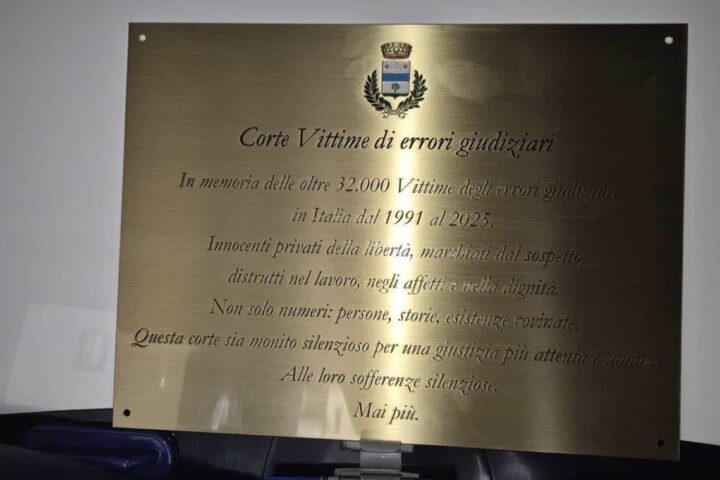 Corte Vittime di errori giudiziari
In memoria delle oltre 32.000 Vittime degli errori giudiziari
in Italia dal 1991 al 2025.
Innocenti privati della libertà, marchiati dal sospetto
distrutti nel lavoro, negli affetti e nella dignità.
Non solo numeri: persone, storie, esistenze rovinate.
Questa corte sia monito silenzioso per una giustizia più attenta e umana.
Alle loro sofferenze silenziose.
Mai più.